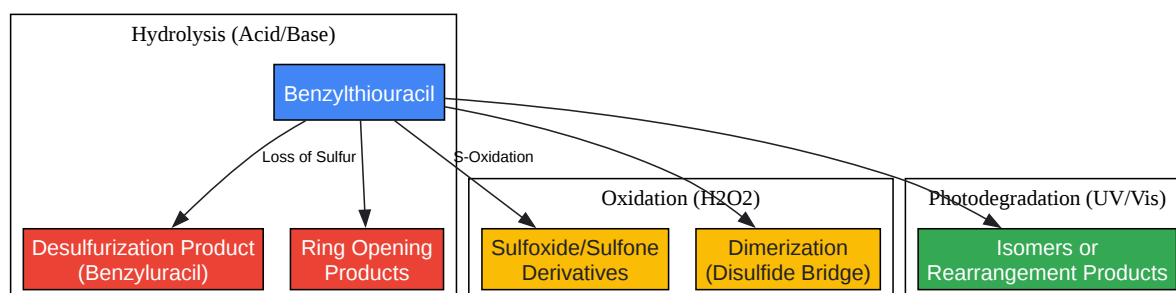 Hydrolysis (Acid/Base)
Benzylthiouracil
Loss of Sulfur
S-Oxidation
Oxidation (H2O2)
Photodegradation (UV/Vis)
Desulfurization Product
(Benzyluracil)
Ring Opening
Products
Sulfoxide/Sulfone
Derivatives
Dimerization
(Disulfide Bridge)
Isomers or
Rearrangement Products